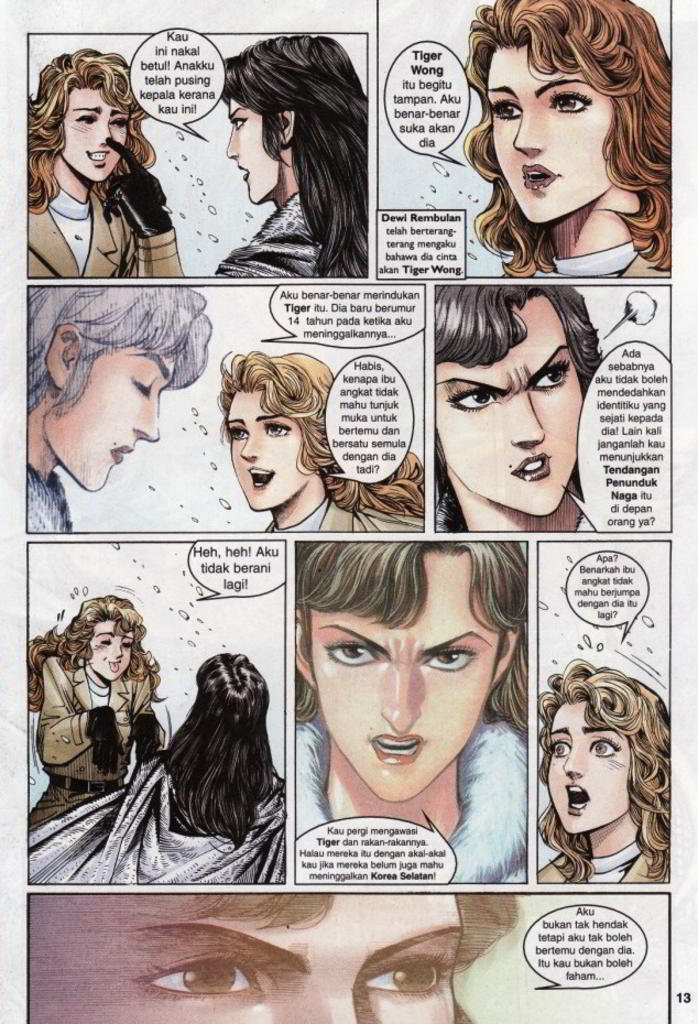 Kau
ini nakal
betul! Anakku
telah pusing
kepala kerana
kau ini!
Tiger
Wong
itu begitu
tampan. Aku
benar-benar
suka akan
dia
Dewi Rembulan
telah berterang-
terang mengaku
bahawa dia cinta
akan Tiger Wong.
Aku benar-benar merindukan
Tiger itu. Dia baru berumur
14 tahun pada ketika aku
meninggalkannya...
Habis,
kenapa ibu
angkat tidak
mahu tunjuk
muka untuk
bertemu dan
bersatu semula
dengan dia
tadi?
Ada
sebabnya
aku tidak boleh
mendedahkan
identitiku yang
sejati kepada
dia! Lain kali
janganlah kau
menunjukkan
Tendangan
Penunduk
Naga itu
di depan
orang ya?
Heh, heh! Aku
tidak berani
lagi!
Kau pergi mengawasi
Tiger dan rakan-rakannya.
Halau mereka itu dengan akal-akal
kau jika mereka belum juga mahu
meninggalkan Korea Selatan!
Apa?
Benarkah ibu
angkat tidak
mahu berjumpa
dengan dia itu
lagi?
Aku
bukan tak hendak
tetapi aku tak boleh
bertemu dengan dia.
Itu kau bukan boleh
faham...
13